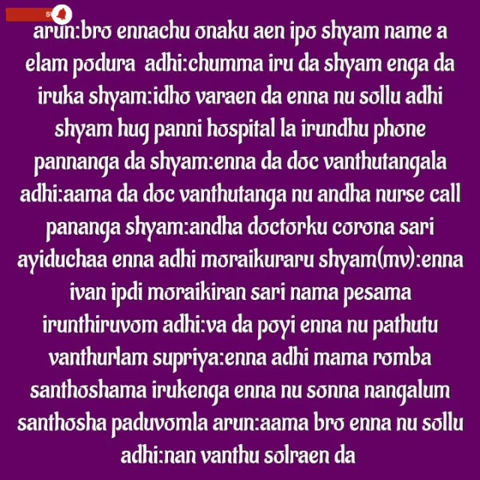 arun:bro ennachu onaku aen ipo shyam name a
elam podura adhi:chumma iru da shyam enga da
iruka shyam:idho varaen da enna nu sollu adhi
shyam hug panni hospital la irundhu phone
pannanga da shyam:enna da doc vanthutangala
adhi:aama da doc vanthutanga nu andha nurse call
pananga shyam:andha doctorku corona sari
ayiduchaa enna adhi moraikuraru shyam(mv):enna
ivan ipdi moraikiran sari nama pesama
irunthiruvom adhi:va da poyi enna nu pathutu
vanthurlam supriya:enna adhi mama romba
santhoshama irukenga enna nu sonna nangalum
santhosha paduvomla arun:aama bro enna nu sollu
adhi:nan vanthu solraen da